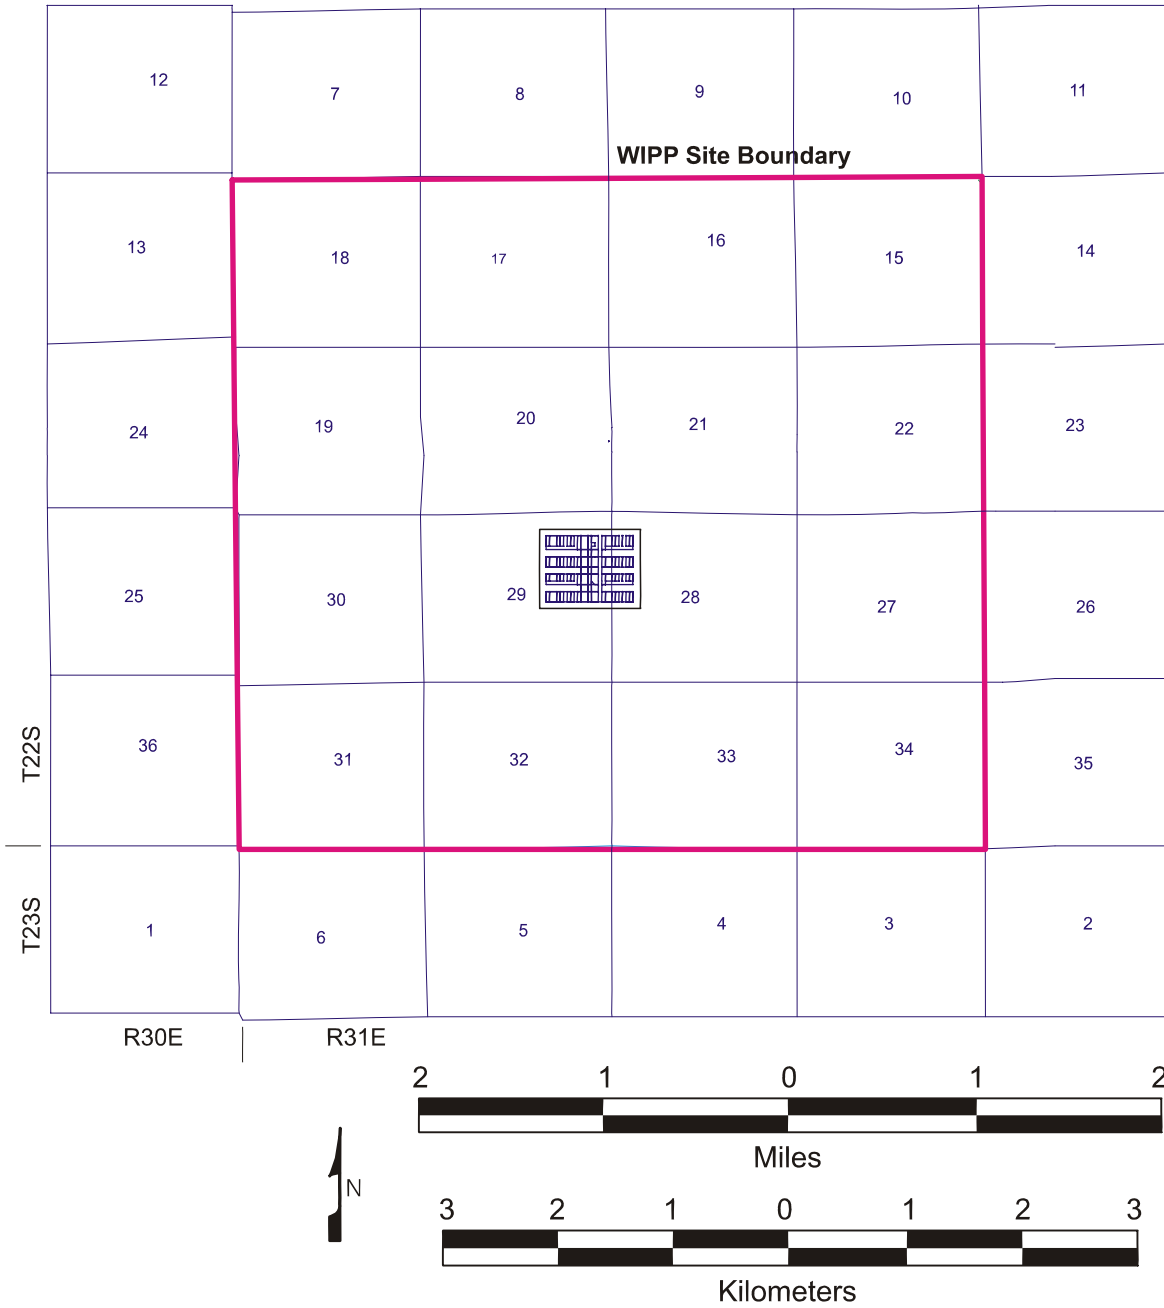 12 7 8 9 10 11
WIPP Site Boundary
13 18 17 16 15 14
24 19 20 21 22 23
25 30 29 28 27 26
T22S 36 31 32 33 34 35
T23S 1 6 5 4 3 2
R30E R31E
2 1 0 1 2
Miles
N
3 2 1 0 1 2 3
Kilometers